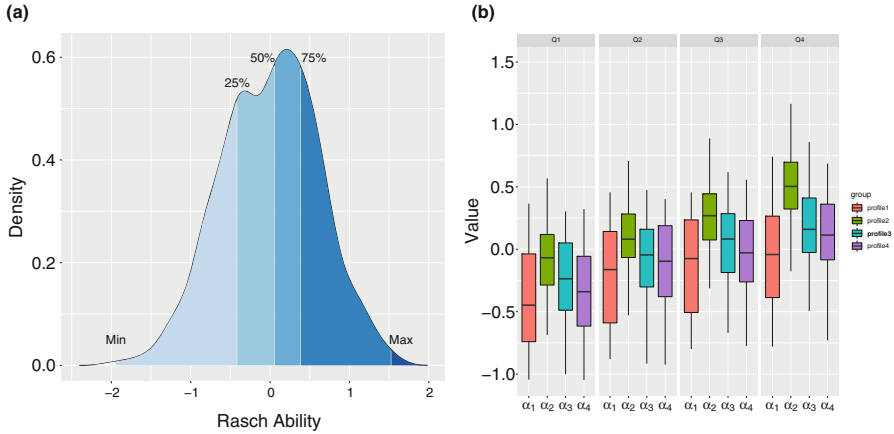 (a)
0.6
0.4
0.2
0.0
Density
25%
50%
75%
Min
Max
−2
−1
0
1
2
Rasch Ability
(b)
Q1
Q2
Q3
Q4
1.5
1.0
0.5
0.0
−0.5
−1.0
Value
α1 α2 α3 α4
α1 α2 α3 α4
α1 α2 α3 α4
α1 α2 α3 α4
group
profile1
profile2
profile3
profile4